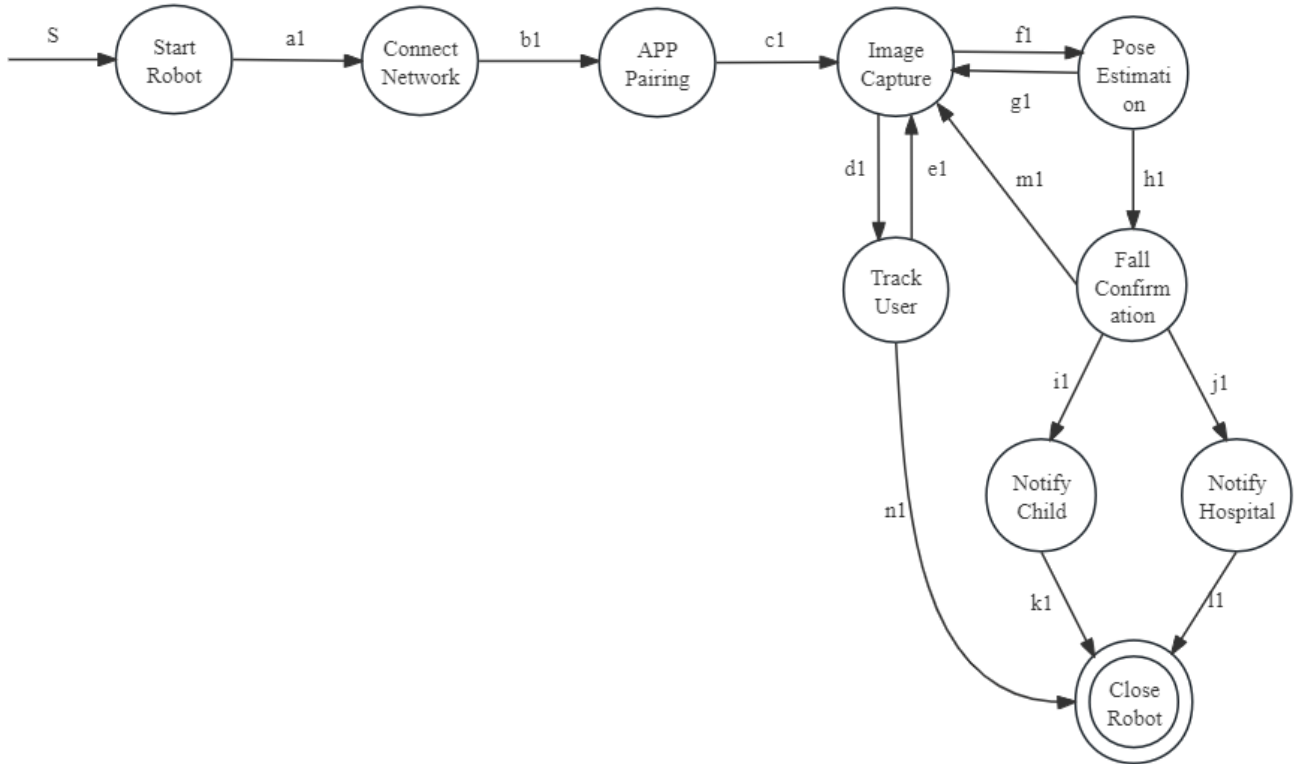 S
Start
Robot
a1
Connect
Network
b1
APP
Pairing
c1
Image
Capture
f1
g1
Pose
Estimati
on
d1
e1
m1
h1
Track
User
Fall
Confirm
ation
i1
j1
Notify
Child
Notify
Hospital
n1
k1
l1
Close
Robot